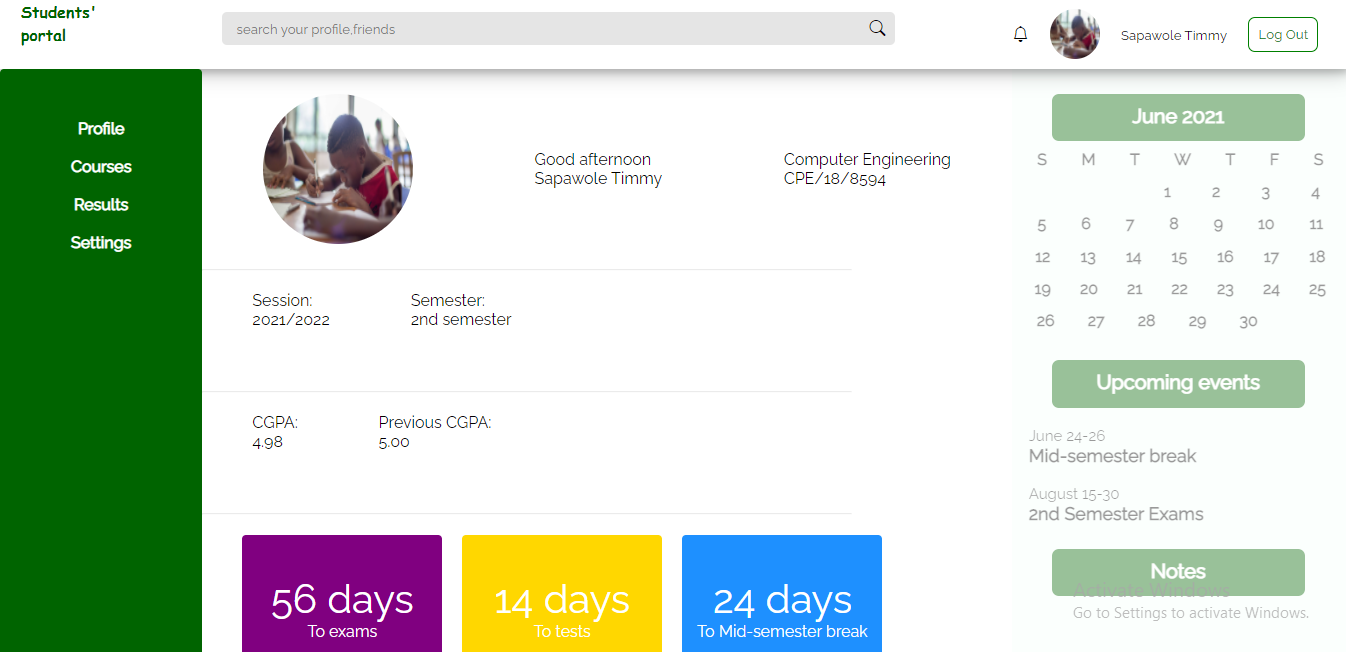 Students'
portal
search your profile,friends
Sapawole Timmy
Log Out
Profile
Courses
Results
Settings
Good afternoon
Sapawole Timmy
Computer Engineering
CPE/18/8594
Session:
2021/2022
Semester:
2nd semester
CGPA:
4.98
Previous CGPA:
5.00
56 days
To exams
14 days
To tests
24 days
To Mid-semester break
June 2021
S M T W T F S
1 2 3 4
5 6 7 8 9 10 11
12 13 14 15 16 17 18
19 20 21 22 23 24 25
26 27 28 29 30
Upcoming events
June 24-26
Mid-semester break
August 15-30
2nd Semester Exams
Notes
Activate Windows
Go to Settings to activate Windows.